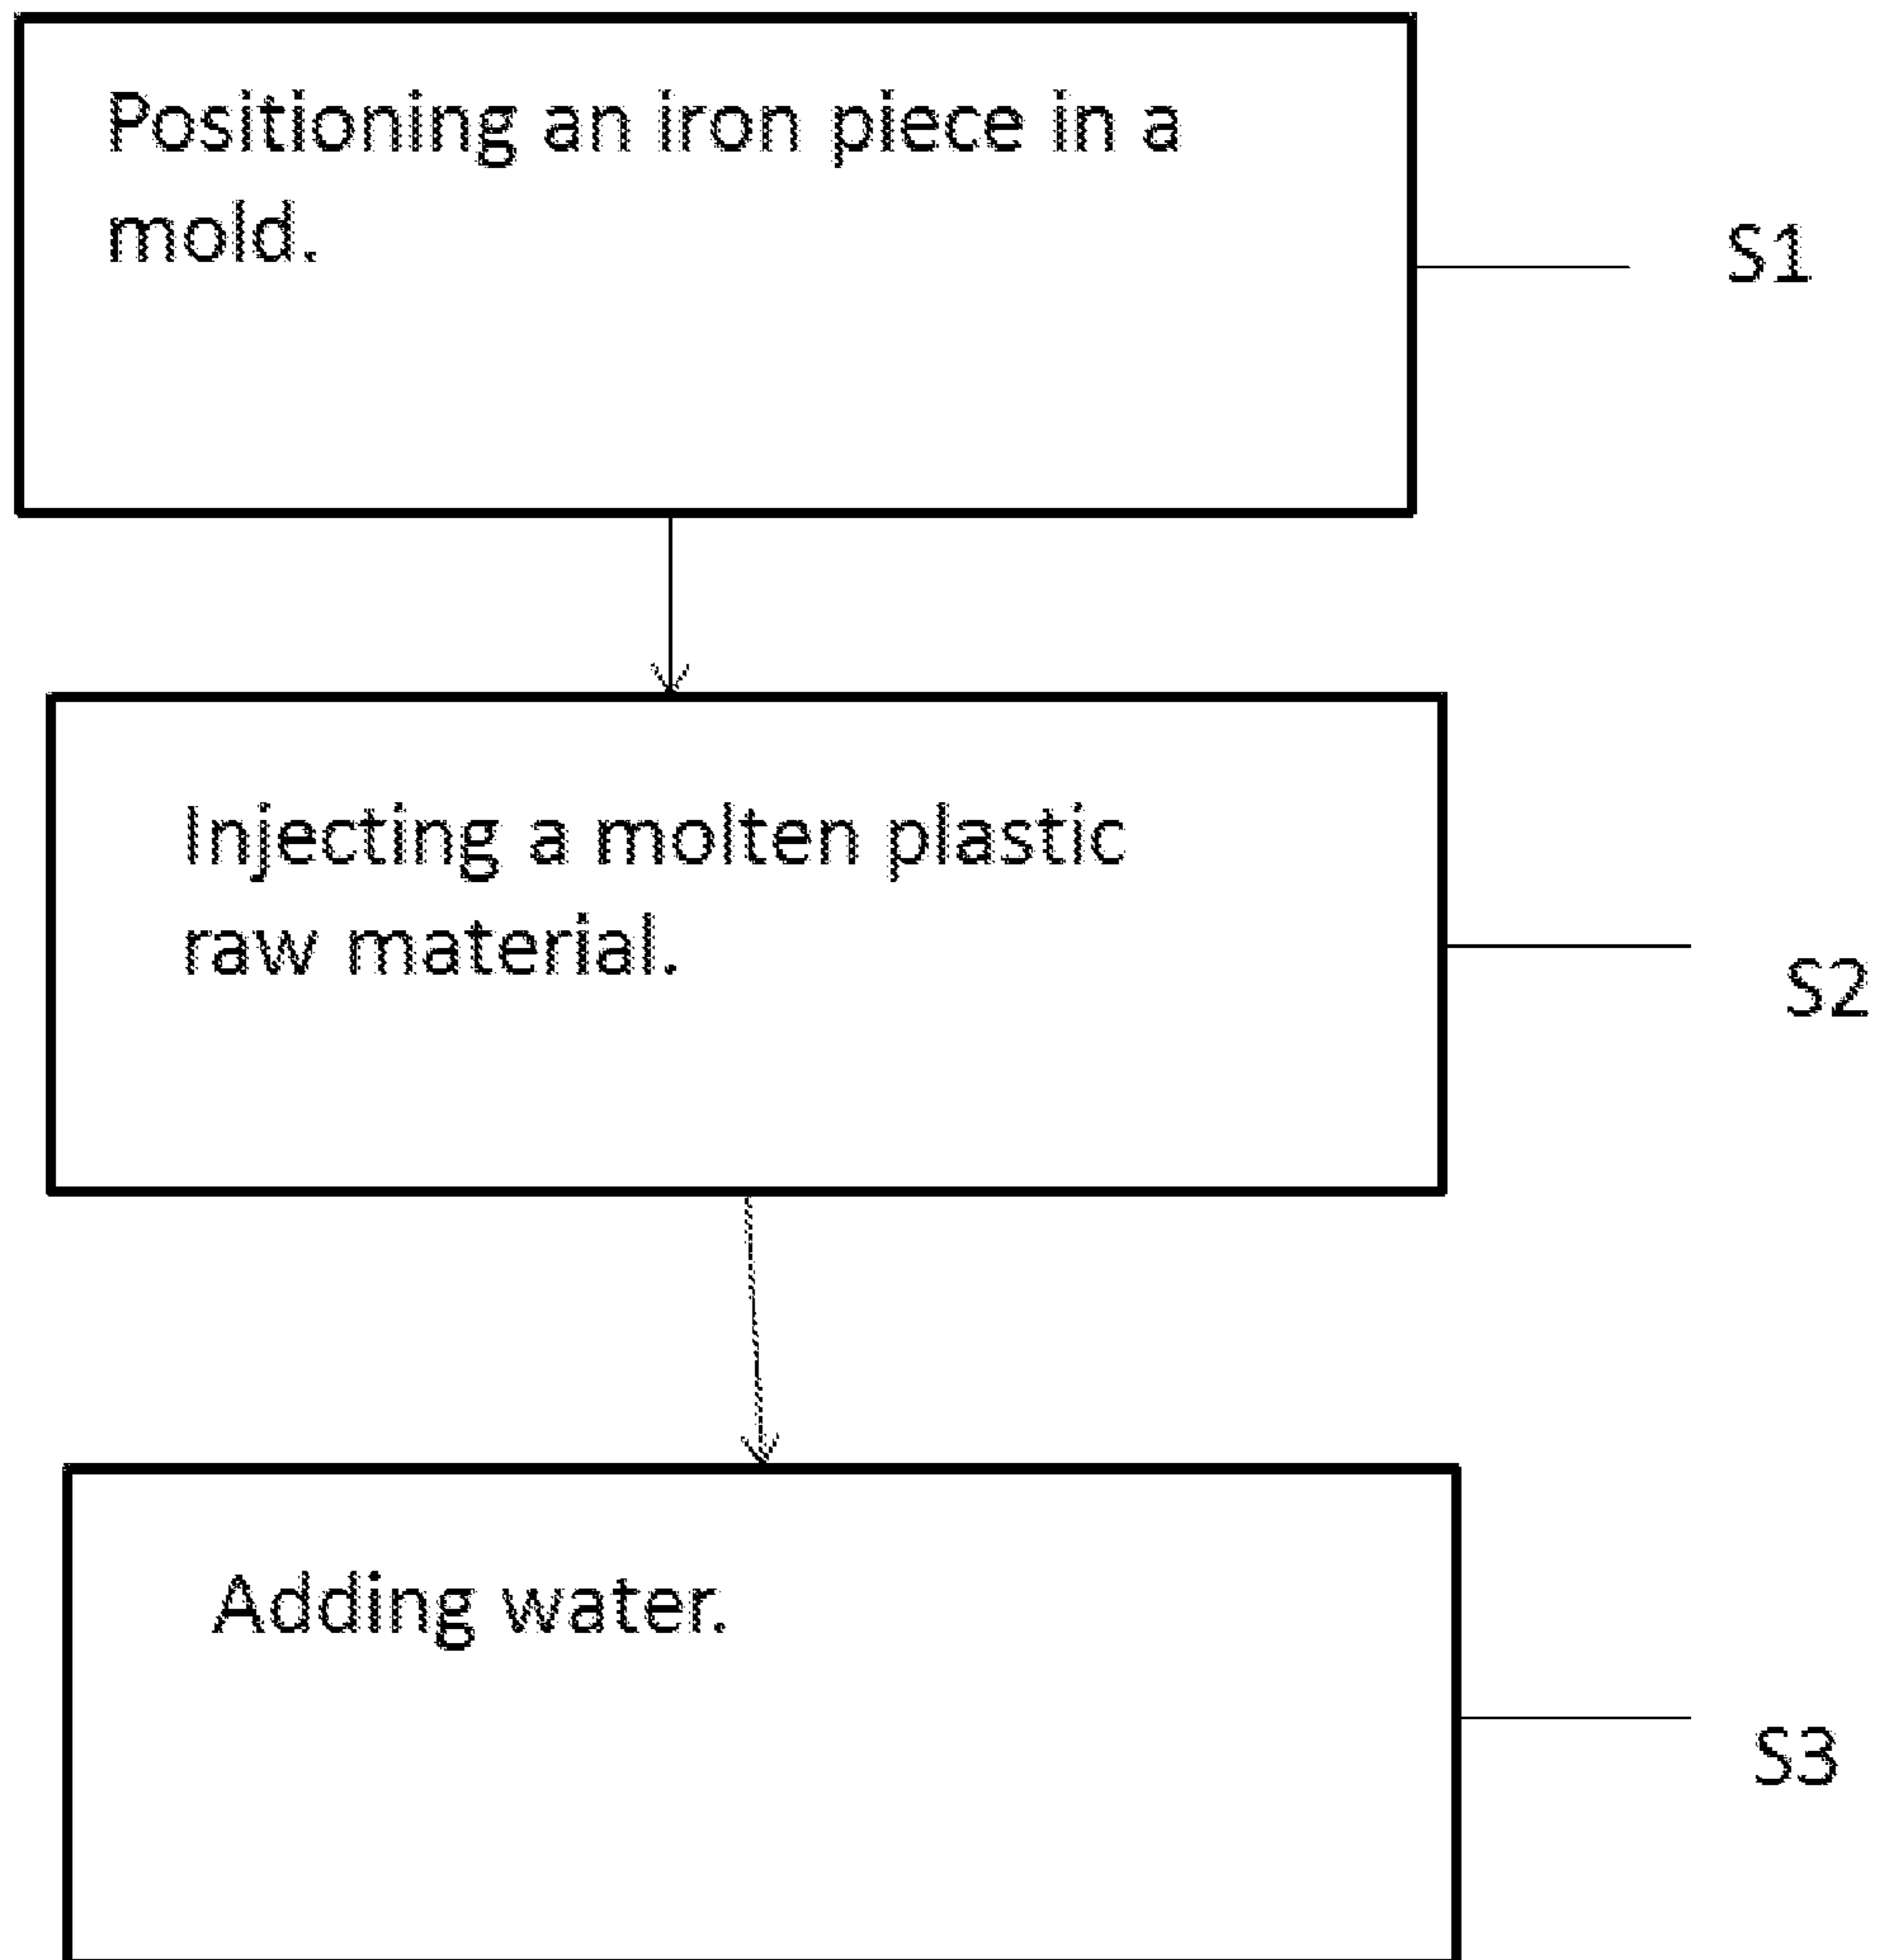 Positioning an iron piece in a
mold.
S1
Injecting a molten plastic
raw material.
S2
Adding water.
S3